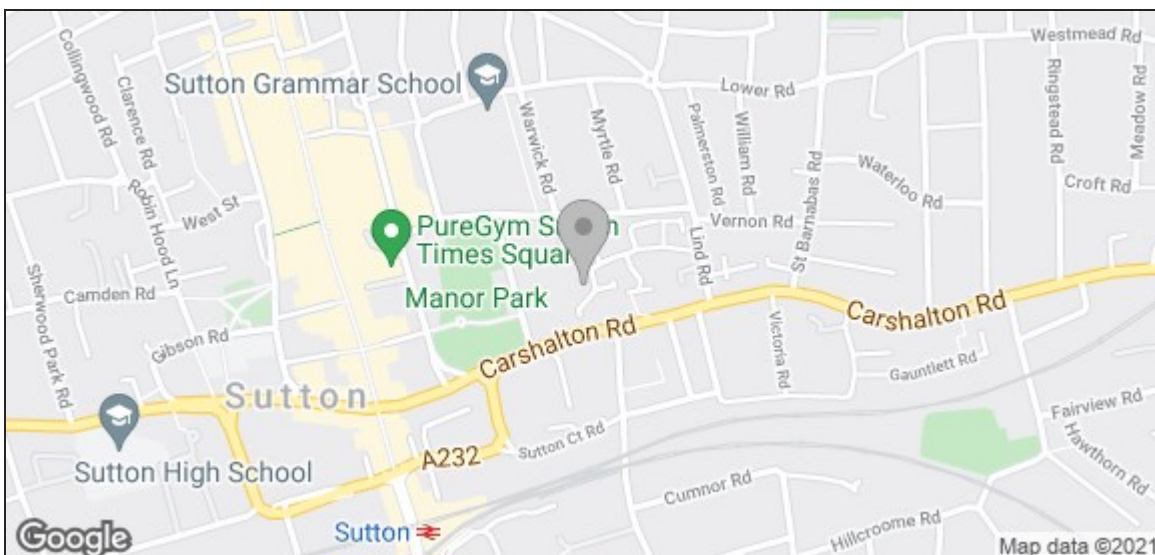 Collingwood Rd
Clarence Rd
Robin Hood Ln
West St
Sutton Grammar School
Warwick Rd
Myrtle Rd
Lower Rd
Palmerston Rd
William Rd
Westmead Rd
Ringstead Rd
Meadow Rd
Waterloo Rd
Croft Rd
Vernon Rd
St Barnabas Rd
Lind Rd
PureGym
Times
Manor Park
Camden Rd
Sherwood Park Rd
Gibson Rd
Carshalton Rd
Carshalton Rd
Victoria Rd
Gauntlett Rd
Sutton
Sutton High School
A232
Sutton Ct Rd
Fairview Rd
Hawthorn Rd
Cumnor Rd
Hillcroome Rd
Sutton
Google
Map data ©2021